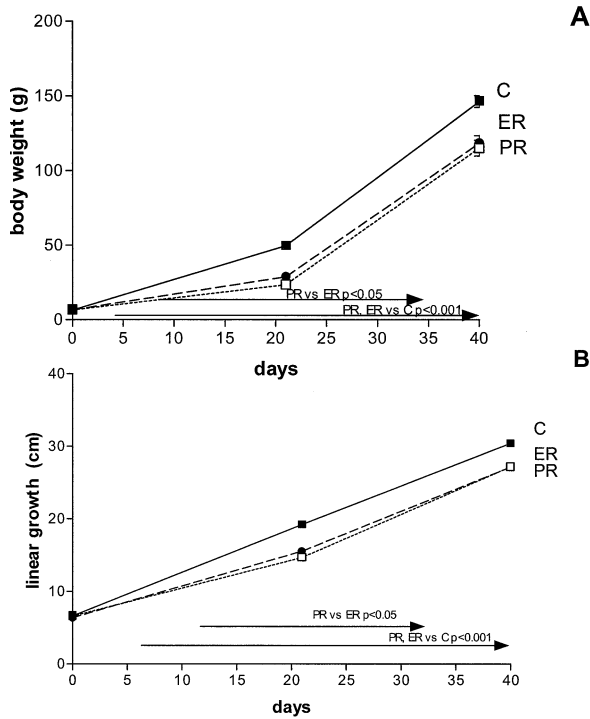 A
200
150
100
50
0
body weight (g)
C
ER
PR
PR vs ER p<0.05
PR, ER vs C p<0.001
0 5 10 15 20 25 30 35 40
days
B
40
30
20
10
0
linear growth (cm)
C
ER
PR
PR vs ER p<0.05
PR, ER vs C p<0.001
0 5 10 15 20 25 30 35 40
days